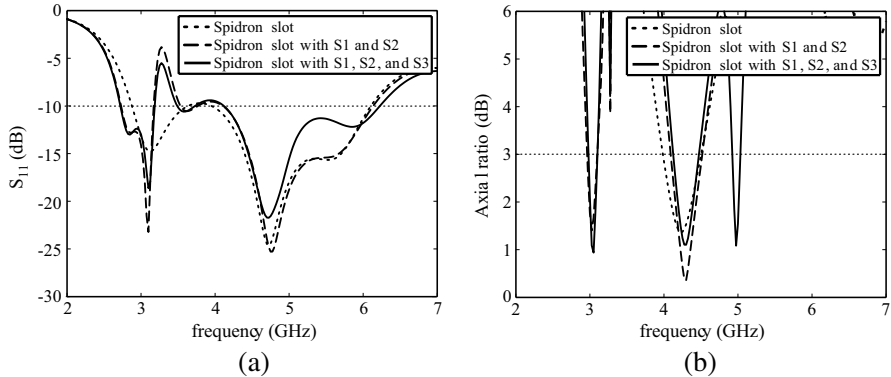 0
-5
-10
-15
-20
-25
-30
S11 (dB)
Spidron slot
Spidron slot with S1 and S2
Spidron slot with S1, S2, and S3
2 3 4 5 6 7
frequency (GHz)
(a)
6
5
4
3
2
1
0
Axial ratio (dB)
Spidron slot
Spidron slot with S1 and S2
Spidron slot with S1, S2, and S3
2 3 4 5 6 7
frequency (GHz)
(b)